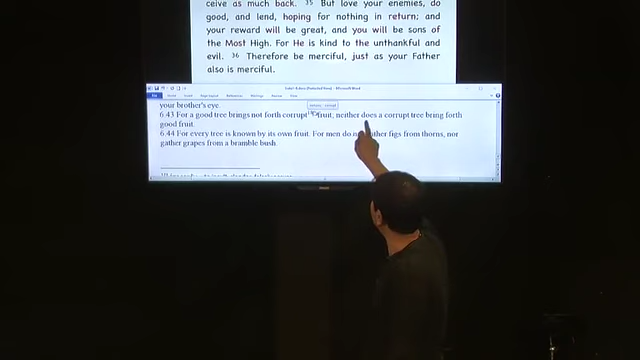 ceive as much back. 35 But love your enemies, do
good, and lend, hoping for nothing in return; and
your reward will be great, and you will be sons of
the Most High. For He is kind to the unthankful and
evil. 36 Therefore be merciful, just as your Father
also is merciful.
Microsoft Word
your brother's eye.
6:43 For a good tree brings not forth corrupt fruit; neither does a corrupt tree bring forth
good fruit.
6:44 For every tree is known by its own fruit. For men do not gather figs from thorns, nor
gather grapes from a bramble bush.